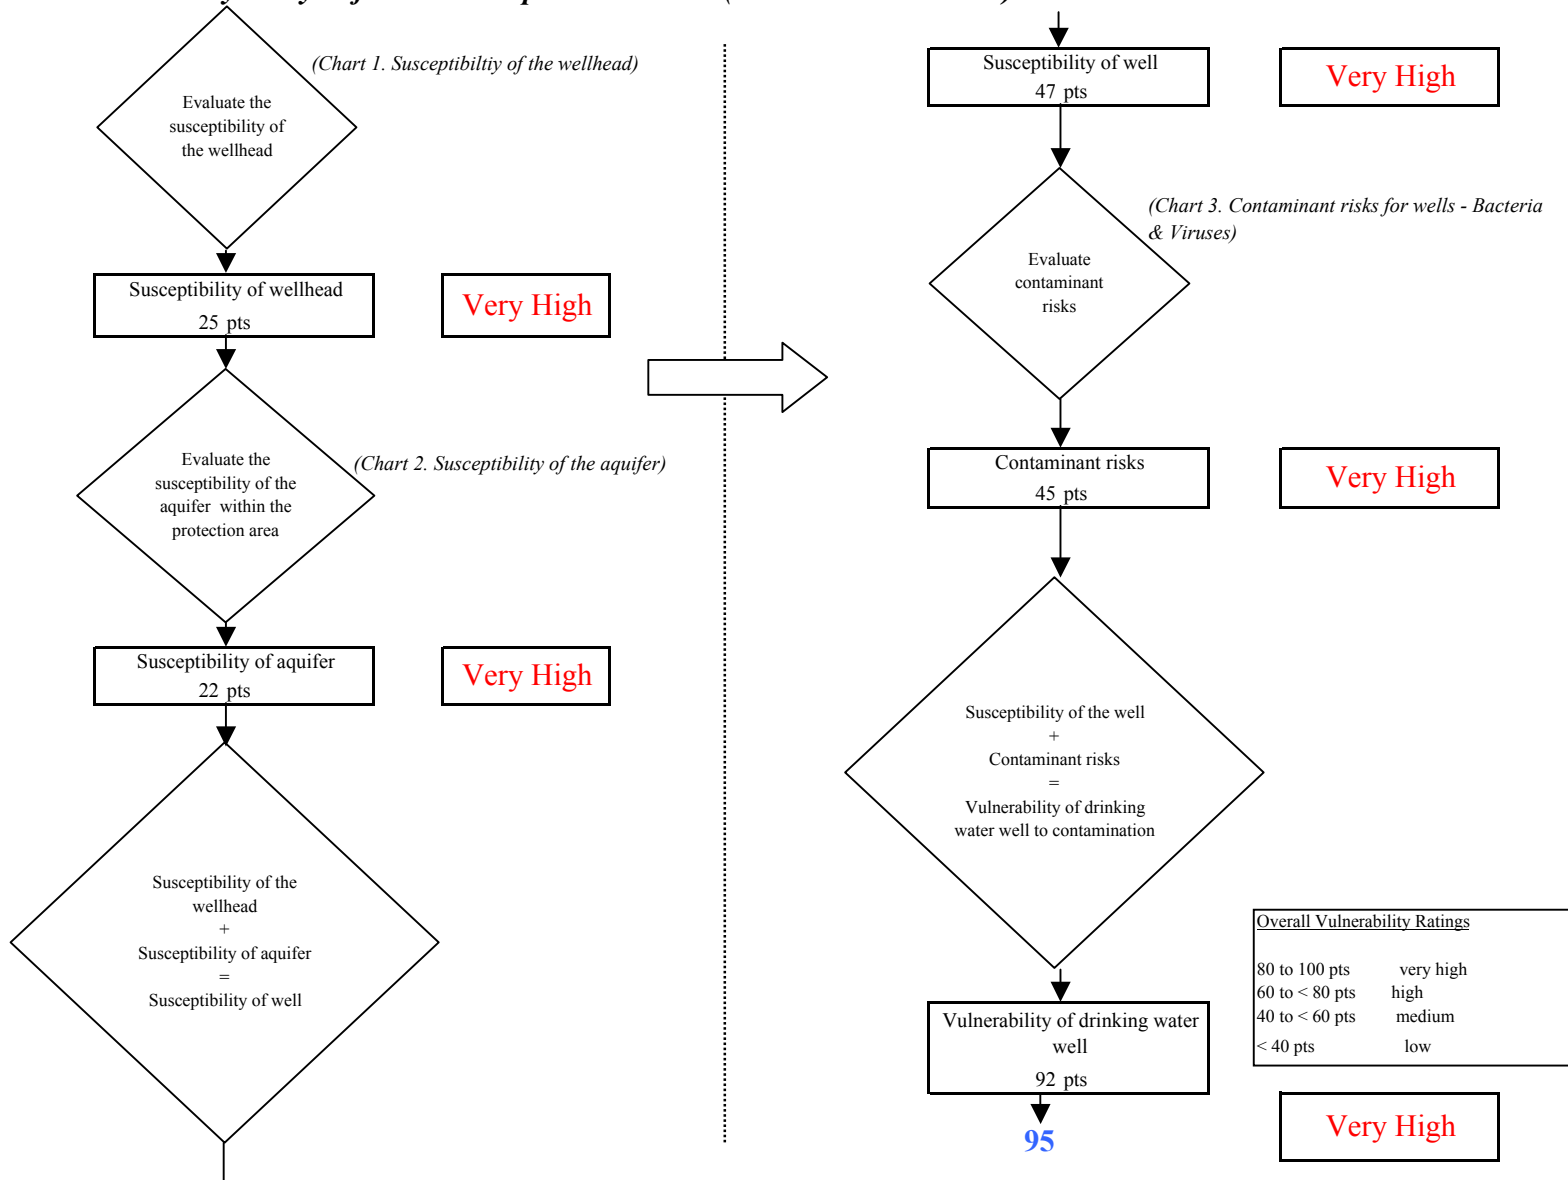 (Chart 1. Susceptibiltiy of the wellhead)
Evaluate the
susceptibility of
the wellhead
Susceptibility of wellhead
25 pts
Very High
Evaluate the
susceptibility of the
aquifer within the
protection area
(Chart 2. Susceptibility of the aquifer)
Susceptibility of aquifer
22 pts
Very High
Susceptibility of the
wellhead
+
Susceptibility of aquifer
=
Susceptibility of well
Susceptibility of well
47 pts
Very High
(Chart 3. Contaminant risks for wells - Bacteria
& Viruses)
Evaluate
contaminant
risks
Contaminant risks
45 pts
Very High
Susceptibility of the well
+
Contaminant risks
=
Vulnerability of drinking
water well to contamination
Overall Vulnerability Ratings
80 to 100 pts very high
60 to < 80 pts high
40 to < 60 pts medium
< 40 pts low
Vulnerability of drinking water
well
92 pts
95
Very High